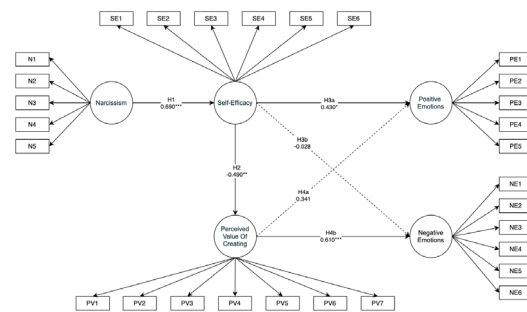 SE1
SE2
SE3
SE4
SE5
SE6
N1
N2
N3
N4
N5
Narcissism
H1
0.690***
Self-Efficacy
H3a
0.430*
Positive
Emotions
PE1
PE2
PE3
PE4
PE5
H3b
-0.028
H2
-0.490**
H4a
0.341
Perceived
Value Of
Creating
H4b
0.610***
Negative
Emotions
NE1
NE2
NE3
NE4
NE5
NE6
PV1
PV2
PV3
PV4
PV5
PV6
PV7